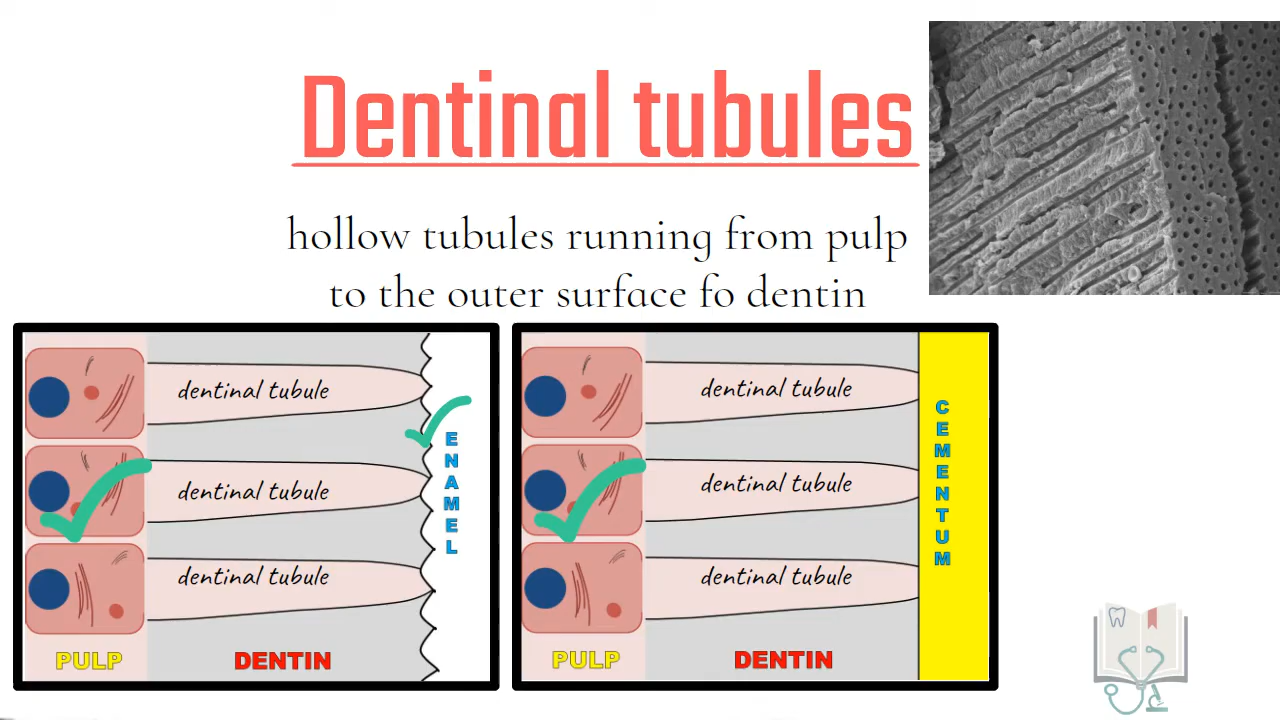 Dentinal tubules
hollow tubules running from pulp
to the outer surface fo dentin
dentinal tubule
dentinal tubule
dentinal tubule
ENAMEL
PULP
DENTIN
dentinal tubule
dentinal tubule
dentinal tubule
CEMENTUM
PULP
DENTIN